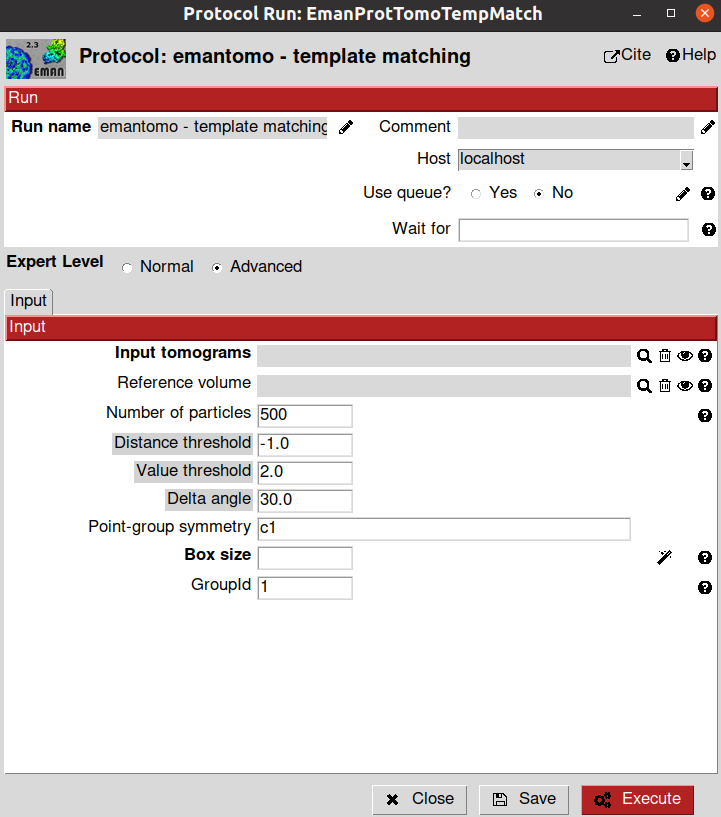 Protocol Run: EmanProtTomoTempMatch
2.3
EMAN
Protocol: emantomo - template matching
Cite Help
Run
Run name emantomo - template matching Comment
Host localhost
Use queue? Yes No
Wait for
Expert Level Normal Advanced
Input
Input
Input tomograms
Reference volume
Number of particles 500
Distance threshold -1.0
Value threshold 2.0
Delta angle 30.0
Point-group symmetry c1
Box size
GroupId 1
Close Save Execute